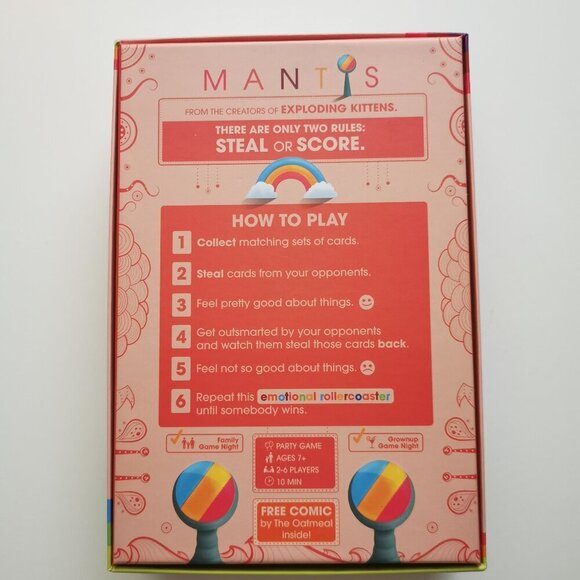 MANTIS
FROM THE CREATORS OF EXPLODING KITTENS.
THERE ARE ONLY TWO RULES:
STEAL OR SCORE.
HOW TO PLAY
1 Collect matching sets of cards.
2 Steal cards from your opponents.
3 Feel pretty good about things.
4 Get outsmarted by your opponents
and watch them steal those cards back.
5 Feel not so good about things.
6 Repeat this emotional rollercoaster
until somebody wins.
Family
Game Night
PARTY GAME
AGES 7+
2-6 PLAYERS
10 MIN
Grownup
Game Night
FREE COMIC
by The Oatmeal
inside!